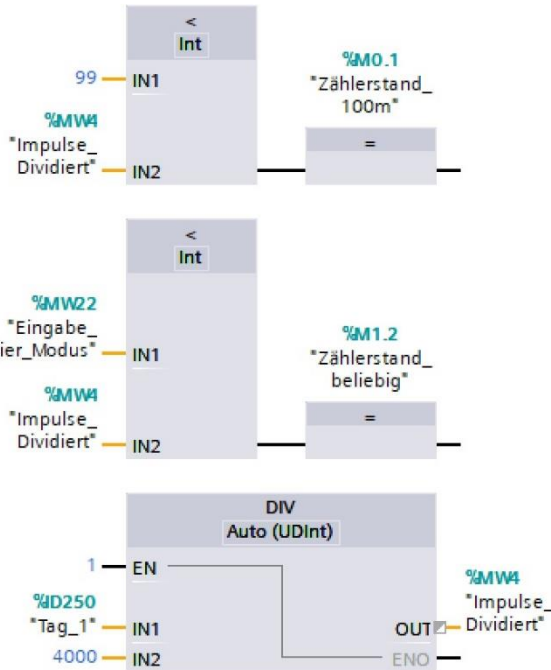 <
Int
%M0.1
"Zählerstand_
100m"
99
IN1
=
%MW4
"Impulse_
Dividiert"
IN2
<
Int
%MW22
"Eingabe_
ier_Modus"
IN1
%M1.2
"Zählerstand_
beliebig"
=
%MW4
"Impulse_
Dividiert"
IN2
DIV
Auto (UDInt)
1
EN
%ID250
"Tag_1"
IN1
4000
IN2
%MW4
"Impulse_
Dividiert"
OUT
ENO